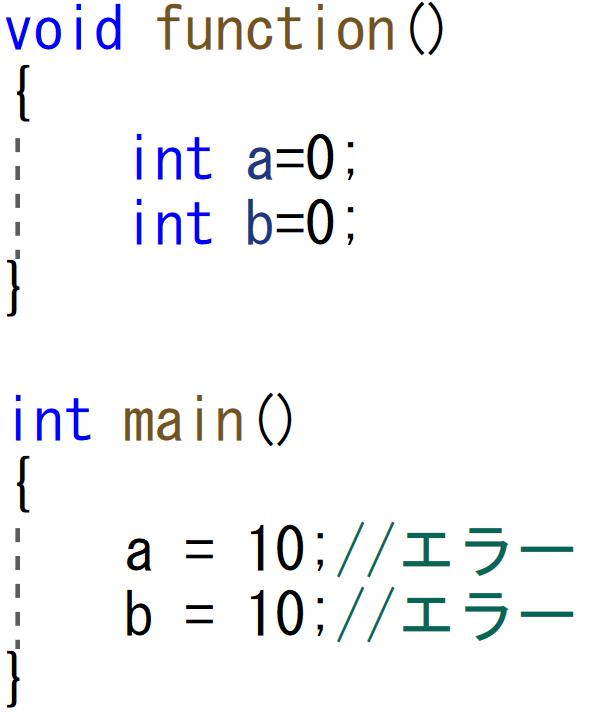 void function()
{
    int a=0;
    int b=0;
}
int main()
{
    a = 10;//エラー
    b = 10;//エラー
}